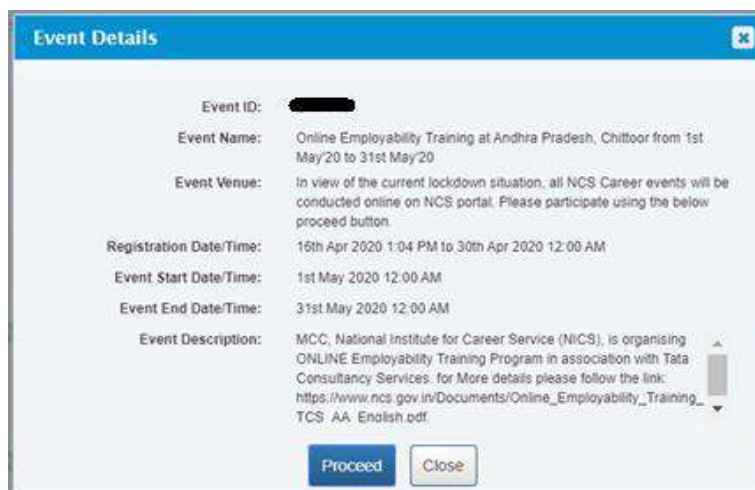 Event Details
Event ID:
Event Name: Online Employability Training at Andhra Pradesh, Chittoor from 1st
May'20 to 31st May'20
Event Venue: In view of the current lockdown situation, all NCS Career events will be
conducted online on NCS portal. Please participate using the below
proceed button.
Registration Date/Time: 16th Apr 2020 1:04 PM to 30th Apr 2020 12:00 AM
Event Start Date/Time: 1st May 2020 12:00 AM
Event End Date/Time: 31st May 2020 12:00 AM
Event Description: MCC, National Institute for Career Service (NICS), is organising
ONLINE Employability Training Program in association with Tata
Consultancy Services. for More details please follow the link:
https://www.ncs.gov.in/Documents/Online_Employability_Training_
TCS_AA_English.pdf.
Proceed Close